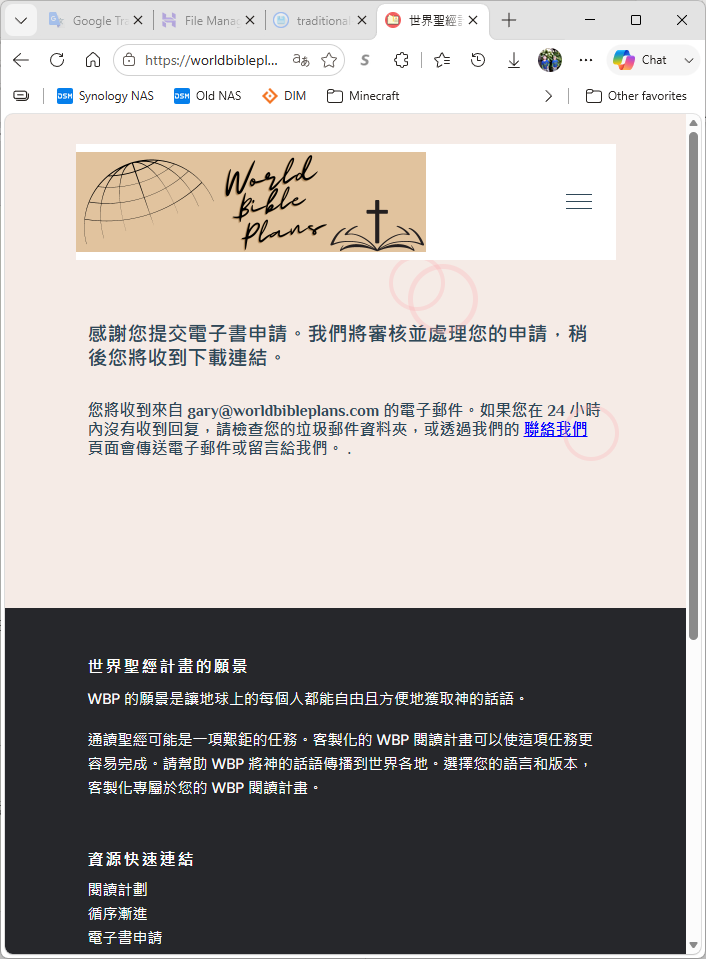 Google Tra
File Manag
traditional
世界聖經計
https://worldbiblepl...
Chat
Synology NAS
Old NAS
DIM
Minecraft
Other favorites
World
Bible
Plans
感謝您提交電子書申請。我們將審核並處理您的申請，稍
後您將收到下載連結。
您將收到來自 gary@worldbibleplans.com 的電子郵件。如果您在 24 小時
內沒有收到回复，請檢查您的垃圾郵件資料夾，或透過我們的 聯絡我們
頁面會傳送電子郵件或留言給我們。 .
世界聖經計畫的願景
WBP 的願景是讓地球上的每個人都能自由且方便地獲取神的話語。
通讀聖經可能是一項艱鉅的任務。客製化的 WBP 閱讀計畫可以使這項任務更
容易完成。請幫助 WBP 將神的話語傳播到世界各地。選擇您的語言和版本，
客製化專屬於您的 WBP 閱讀計畫。
資源快速連結
閱讀計劃
循序漸進
電子書申請